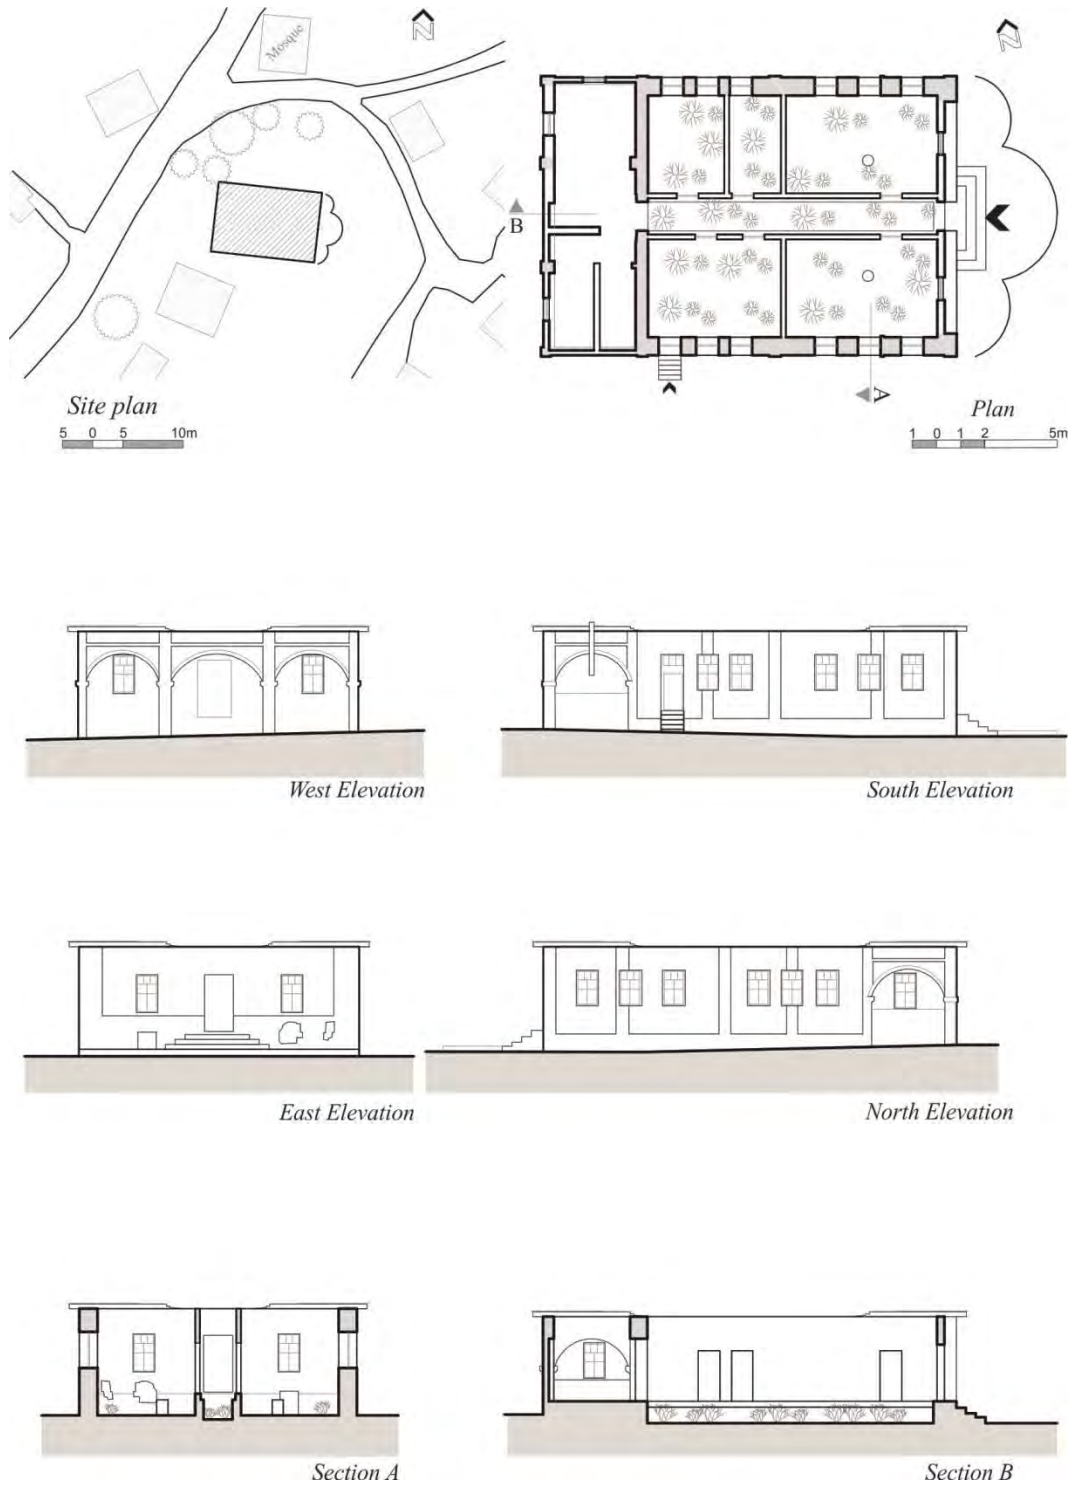 Mosque
N
N
B
A
Site plan
Plan
5 0 5 10m
1 0 1 2 5m
West Elevation
South Elevation
East Elevation
North Elevation
Section A
Section B